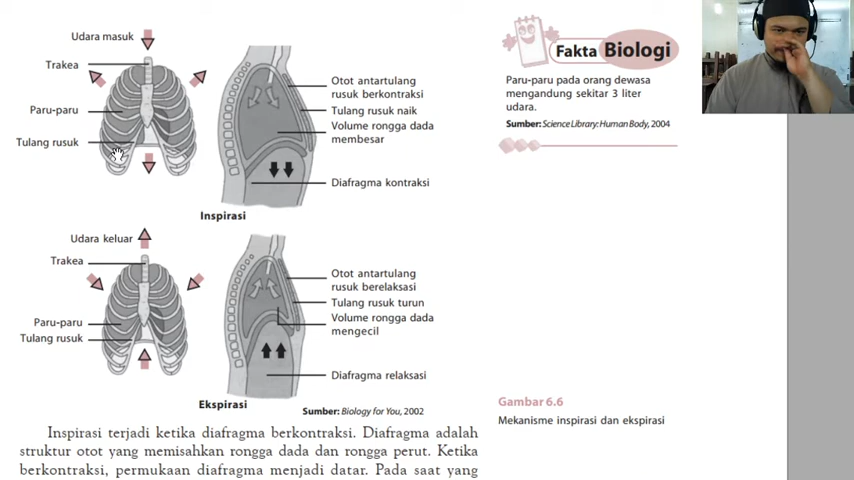 Udara masuk
Trakea
Paru-paru
Tulang rusuk
Otot antartulang
rusuk berkontraksi
Tulang rusuk naik
Volume rongga dada
membesar
Diafragma kontraksi
Inspirasi
Udara keluar
Trakea
Paru-paru
Tulang rusuk
Otot antartulang
rusuk berelaksasi
Tulang rusuk turun
Volume rongga dada
mengecil
Diafragma relaksasi
Ekspirasi
Sumber: Biology for You, 2002
Fakta Biologi
Paru-paru pada orang dewasa
mengandung sekitar 3 liter
udara.
Sumber: Science Library: Human Body, 2004
Gambar 6.6
Mekanisme inspirasi dan ekspirasi
Inspirasi terjadi ketika diafragma berkontraksi. Diafragma adalah
struktur otot yang memisahkan rongga dada dan rongga perut. Ketika
berkontraksi, permukaan diafragma menjadi datar. Pada saat yang